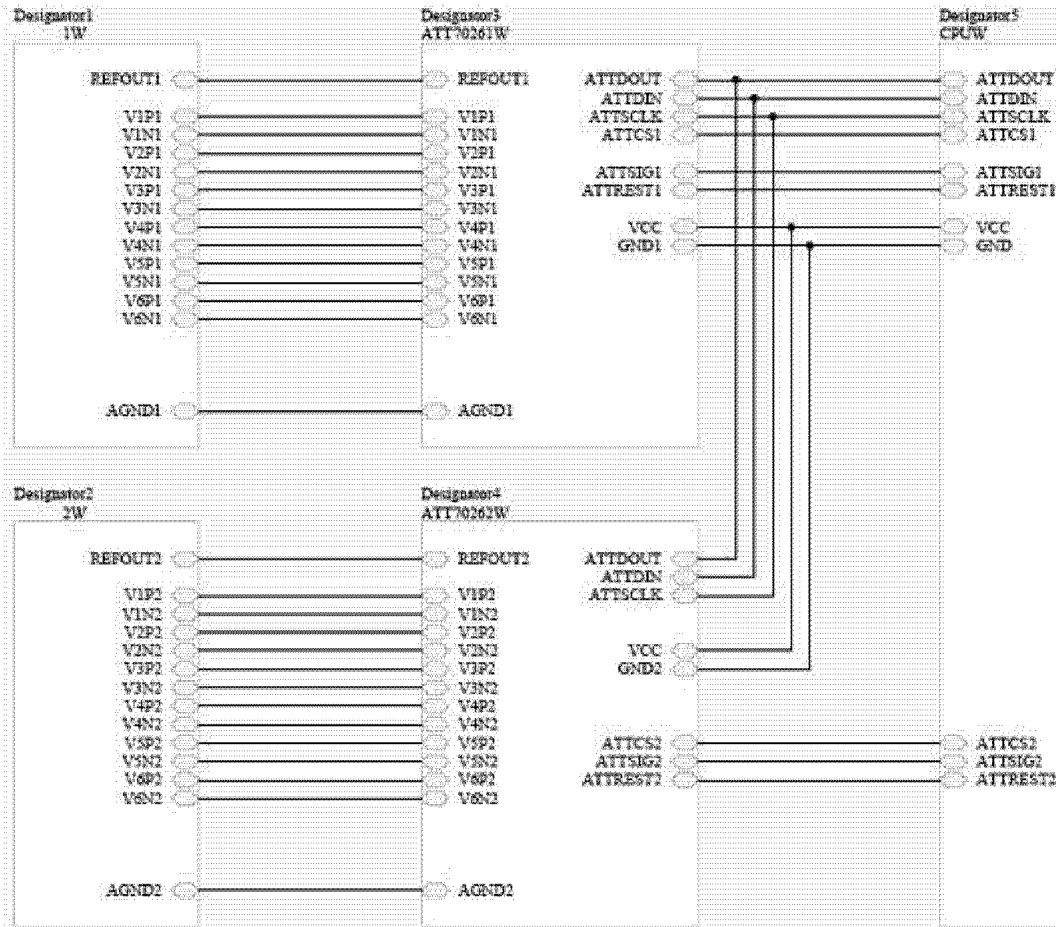 Designator1
1W
REFOUT1
V1P1
V1N1
V2P1
V2N1
V3P1
V3N1
V4P1
V4N1
V5P1
V5N1
V6P1
V6N1
AGND1
Designator3
ATT70261W
REFOUT1
V1P1
V1N1
V2P1
V2N1
V3P1
V3N1
V4P1
V4N1
V5P1
V5N1
V6P1
V6N1
AGND1
ATTDOUT
ATTDIN
ATTSCLK
ATTCS1
ATTSIG1
ATTREST1
VCC
GND1
Designator5
CPUW
ATTDOUT
ATTDIN
ATTSCLK
ATTCS1
ATTSIG1
ATTREST1
VCC
GND
ATTCS2
ATTSIG2
ATTREST2
Designator2
2W
REFOUT2
V1P2
V1N2
V2P2
V2N2
V3P2
V3N2
V4P2
V4N2
V5P2
V5N2
V6P2
V6N2
AGND2
Designator4
ATT70262W
REFOUT2
V1P2
V1N2
V2P2
V2N2
V3P2
V3N2
V4P2
V4N2
V5P2
V5N2
V6P2
V6N2
AGND2
ATTDOUT
ATTDIN
ATTSCLK
VCC
GND2
ATTCS2
ATTSIG2
ATTREST2